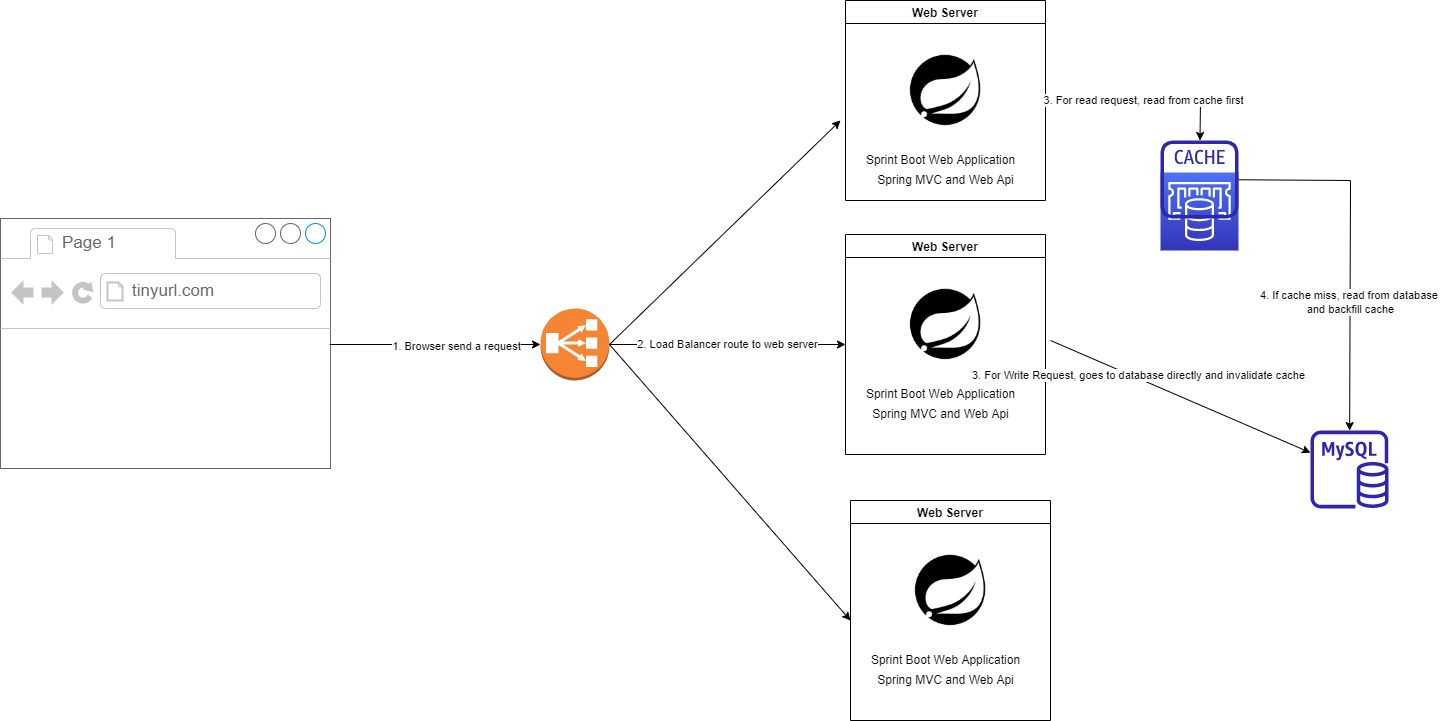 Page 1
tinyurl.com
1. Browser send a request
2. Load Balancer route to web server
Web Server
Sprint Boot Web Application
Spring MVC and Web Api
Web Server
Sprint Boot Web Application
Spring MVC and Web Api
Web Server
Sprint Boot Web Application
Spring MVC and Web Api
3. For read request, read from cache first
CACHE
4. If cache miss, read from database
and backfill cache
3. For Write Request, goes to database directly and invalidate cache
MySQL